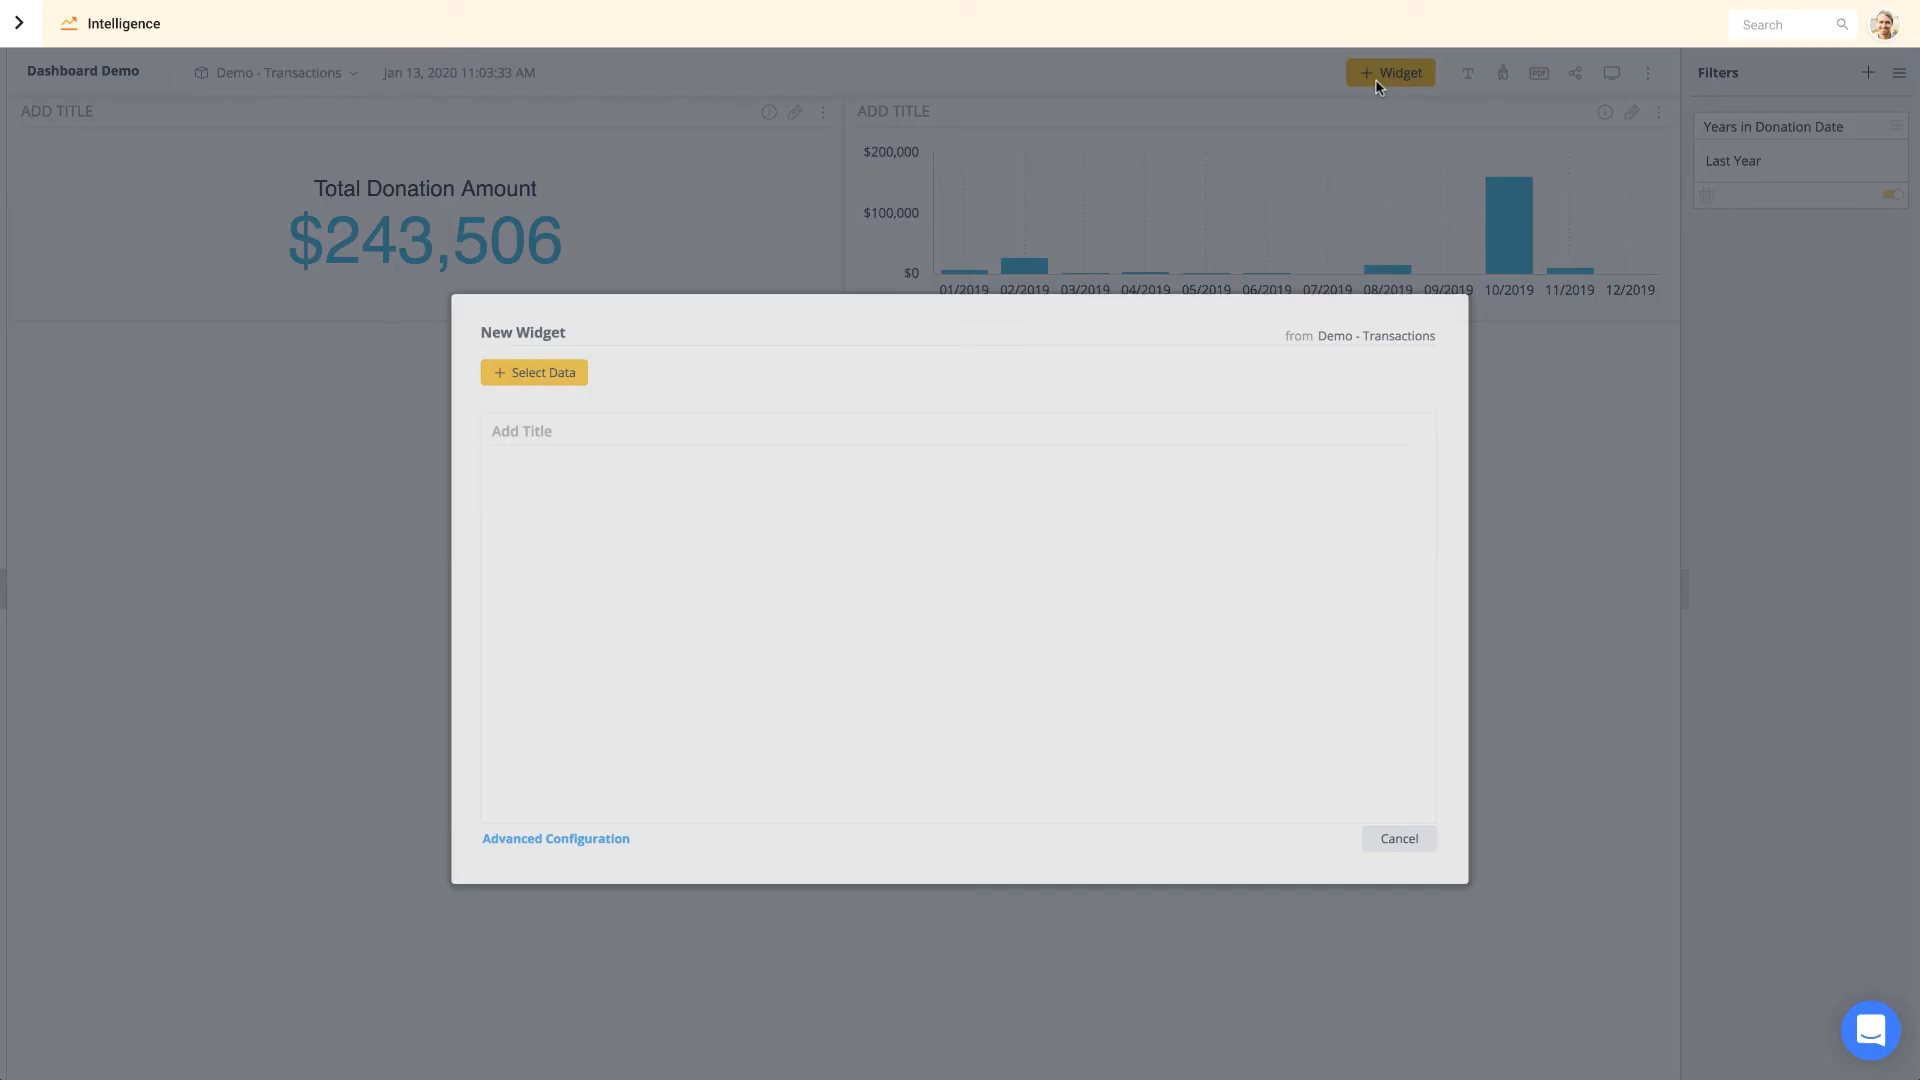 Intelligence
Search
Dashboard Demo
Demo - Transactions
Jan 13, 2020 11:03:33 AM
+ Widget
T
PDF
Filters
ADD TITLE
ADD TITLE
Years in Donation Date
Last Year
Total Donation Amount
$243,506
$200,000
$100,000
$0
01/2019 02/2019 03/2019 04/2019 05/2019 06/2019 07/2019 08/2019 09/2019 10/2019 11/2019 12/2019
New Widget
from Demo - Transactions
+ Select Data
Add Title
Advanced Configuration
Cancel